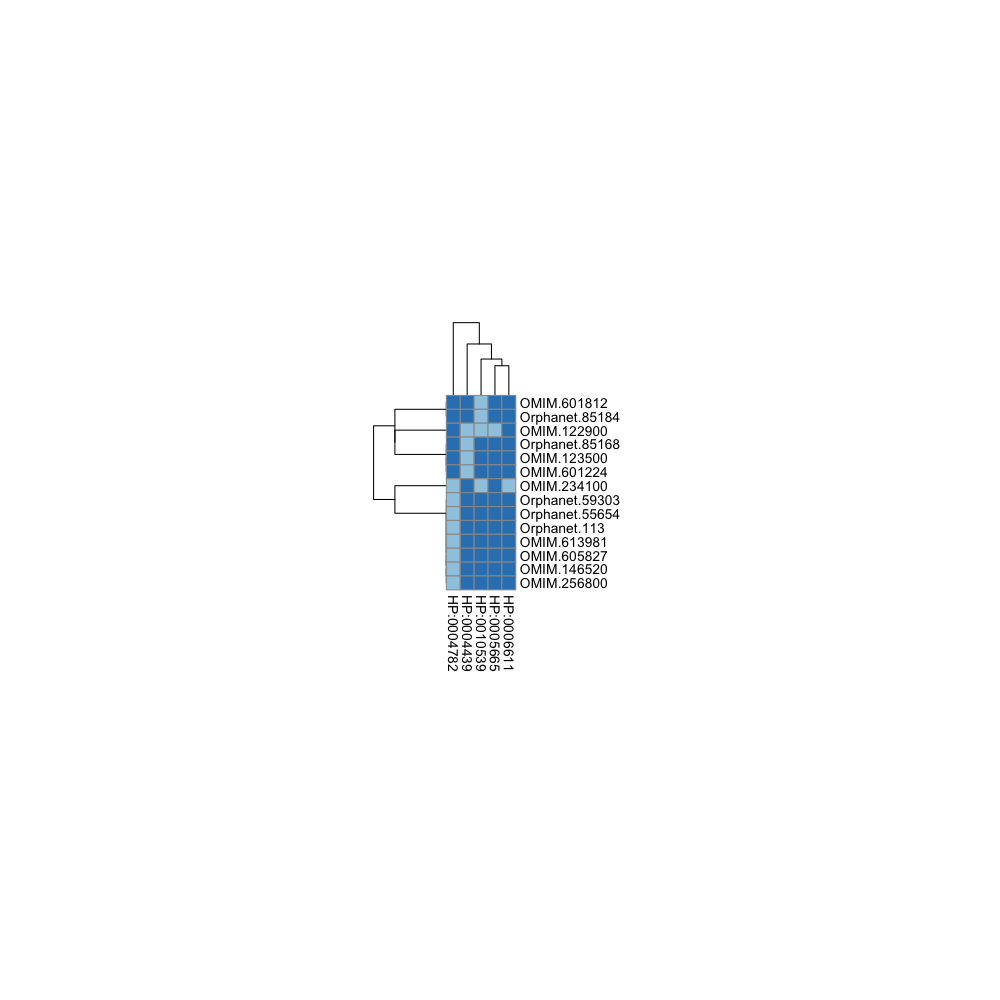 OMIM.601812
Orphanet.85184
OMIM.122900
Orphanet.85168
OMIM.123500
OMIM.601224
OMIM.234100
Orphanet.59303
Orphanet.55654
Orphanet.113
OMIM.613981
OMIM.605827
OMIM.146520
OMIM.256800
HP:0004782
HP:0004439
HP:0010539
HP:0005665
HP:0006611